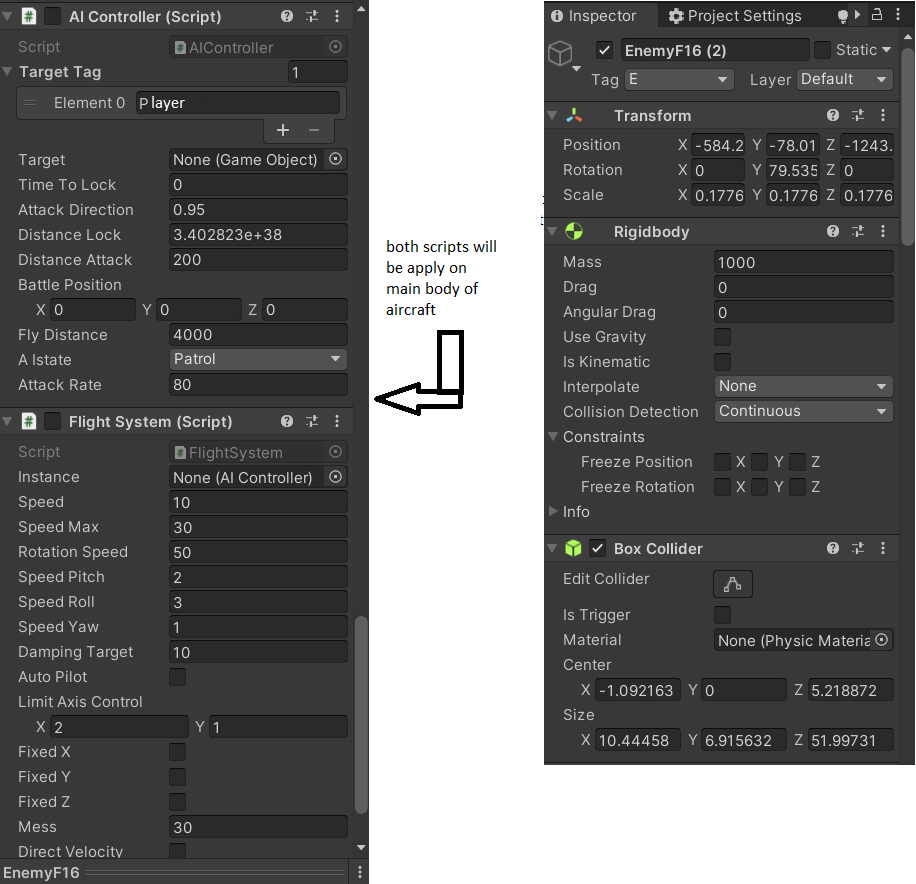 AI Controller (Script)
Script AIController
Target Tag 1
Element 0 P layer
+ −
Target None (Game Object)
Time To Lock 0
Attack Direction 0.95
Distance Lock 3.402823e+38
Distance Attack 200
Battle Position
X 0 Y 0 Z 0
Fly Distance 4000
A Istate Patrol
Attack Rate 80
Flight System (Script)
Script FlightSystem
Instance None (AI Controller)
Speed 10
Speed Max 30
Rotation Speed 50
Speed Pitch 2
Speed Roll 3
Speed Yaw 1
Damping Target 10
Auto Pilot
Limit Axis Control
X 2 Y 1
Fixed X
Fixed Y
Fixed Z
Mess 30
Direct Velocity
EnemyF16
both scripts will
be apply on
main body of
aircraft
Inspector Project Settings
EnemyF16 (2) Static
Tag E Layer Default
Transform
Position X -584.2 Y -78.01 Z -1243.
Rotation X 0 Y 79.535 Z 0
Scale X 0.1776 Y 0.1776 Z 0.1776
Rigidbody
Mass 1000
Drag 0
Angular Drag 0
Use Gravity
Is Kinematic
Interpolate None
Collision Detection Continuous
Constraints
Freeze Position X Y Z
Freeze Rotation X Y Z
Info
Box Collider
Edit Collider
Is Trigger
Material None (Physic Materia
Center
X -1.092163 Y 0 Z 5.218872
Size
X 10.44458 Y 6.915632 Z 51.99731